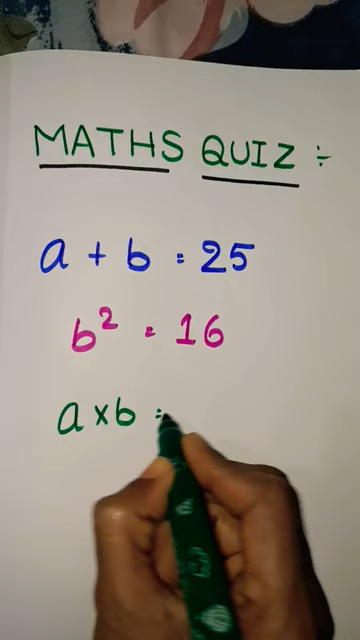 MATHS QUIZ ÷
a + b = 25
b² = 16
a × b =